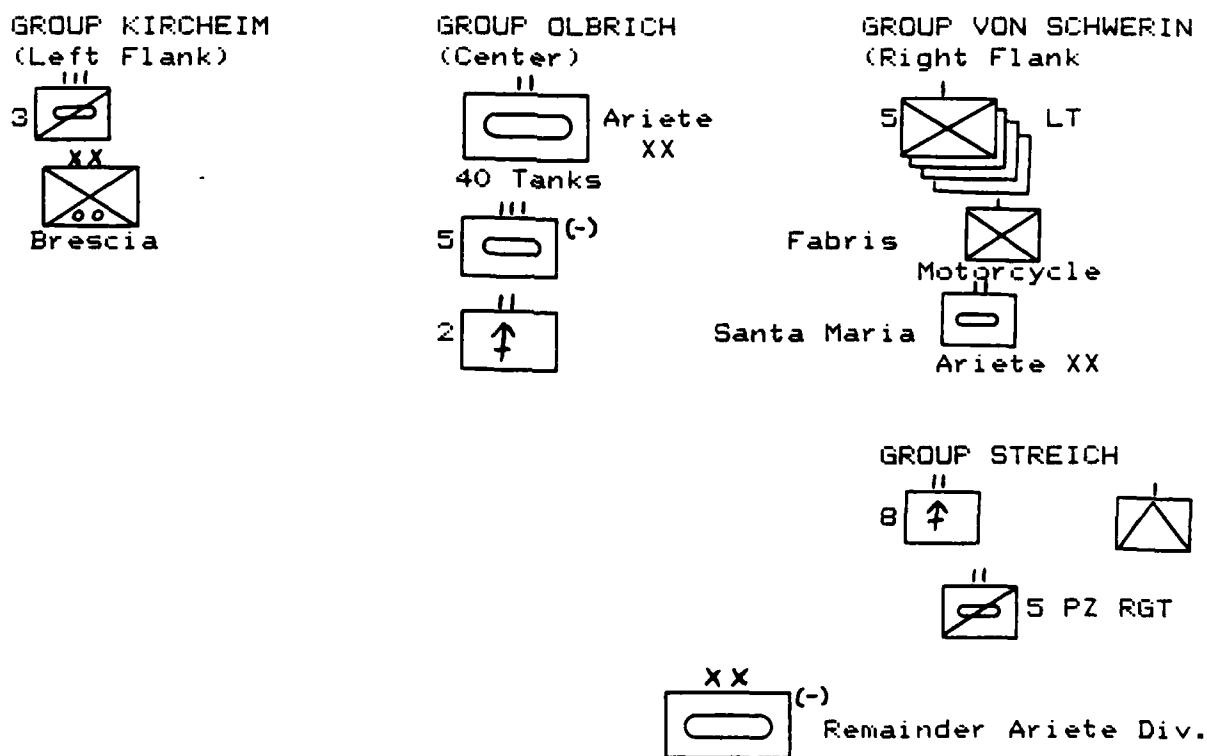 GROUP KIRCHEIM
(Left Flank)
III
3
XX
Brescia
GROUP OLBRICH
(Center)
II
Ariete
XX
40 Tanks
III
5
(-)
II
2
GROUP VON SCHWERIN
(Right Flank
I
5
LT
I
Fabris
Motorcycle
II
Santa Maria
Ariete XX
GROUP STREICH
II
8
I
II
5 PZ RGT
XX
(-)
Remainder Ariete Div.